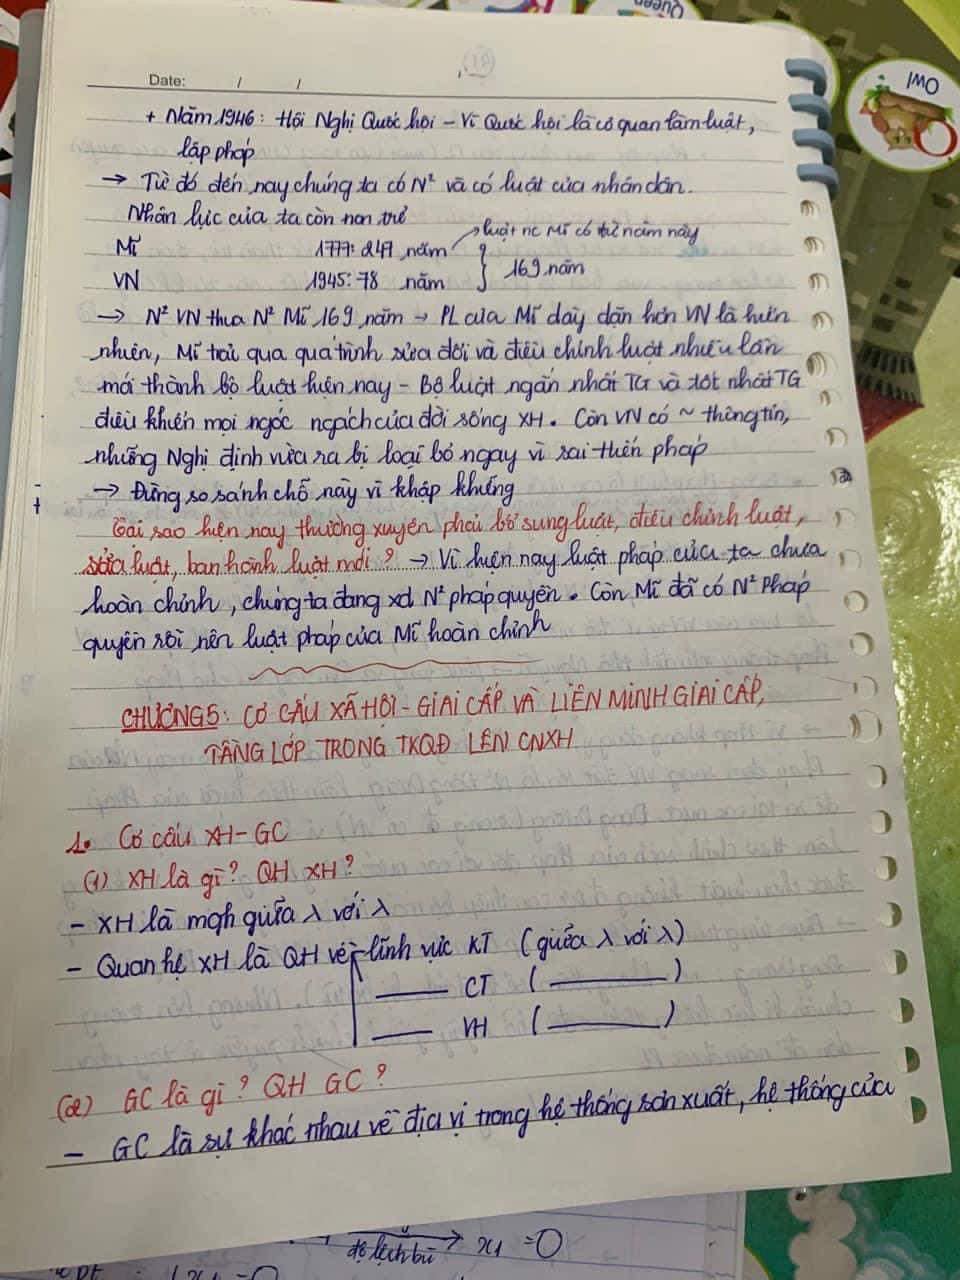 Queen
Owl
Date: / /
+ Năm 1946: Hội Nghị Quốc hội - Vì Quốc hội là cơ quan làm luật,
lập pháp
→ Từ đó đến nay chúng ta có N² và có luật của nhân dân.
Nhân lực của ta còn non trẻ
→ luật nc Mĩ có từ năm này
Mĩ 1777: 247 năm
VN 1945: 78 năm } 169 năm
→ N² VN thua N² Mĩ 169 năm → PL của Mĩ dày dặn hơn VN là hiển
nhiên, Mĩ trải qua quá trình sửa đổi và điều chỉnh luật nhiều lần
mới thành bộ luật hiện nay - Bộ luật ngắn nhất TG và tốt nhất TG
điều khiển mọi ngóc ngách của đời sống XH. Còn VN có ~ thông tin,
những Nghị định vừa ra bị loại bỏ ngay vì sai hiến pháp
→ Đừng so sánh chỗ này vì khập khiễng
Tại sao hiện nay thường xuyên phải bổ sung luật, điều chỉnh luật,
sửa luật, ban hành luật mới? → Vì hiện nay luật pháp của ta chưa
hoàn chỉnh, chúng ta đang xd N² pháp quyền. Còn Mĩ đã có N² Pháp
quyền rồi nên luật pháp của Mĩ hoàn chỉnh
CHƯƠNG 5: CƠ CẤU XÃ HỘI - GIAI CẤP VÀ LIÊN MINH GIAI CẤP,
TẦNG LỚP TRONG TKQĐ LÊN CNXH
1. Cơ cấu XH-GC
(1) XH là gì? QH XH?
- XH là mqh giữa λ với λ
- Quan hệ XH là QH về lĩnh vực KT (giữa λ với λ)
CT ( )
VH ( )
(2) GC là gì? QH GC?
- GC là sự khác nhau về địa vị trong hệ thống sản xuất, hệ thống của
độ lệch bù → x1 = 0